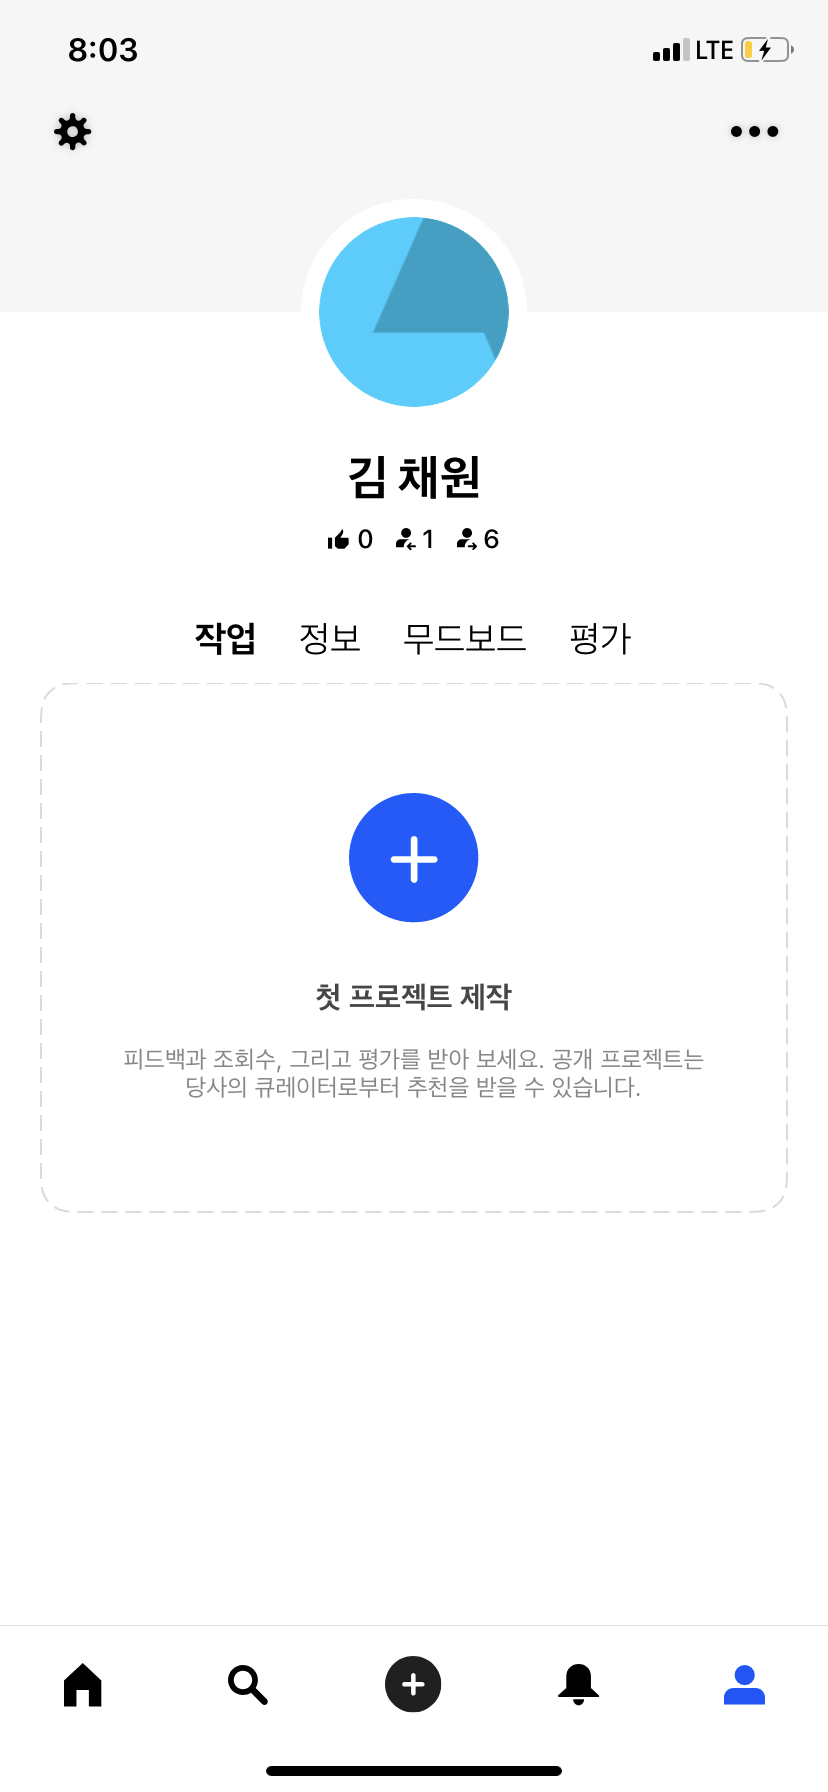 8:03 LTE
김 채원
0 1 6
작업 정보 무드보드 평가
첫 프로젝트 제작
피드백과 조회수, 그리고 평가를 받아 보세요. 공개 프로젝트는
당사의 큐레이터로부터 추천을 받을 수 있습니다.